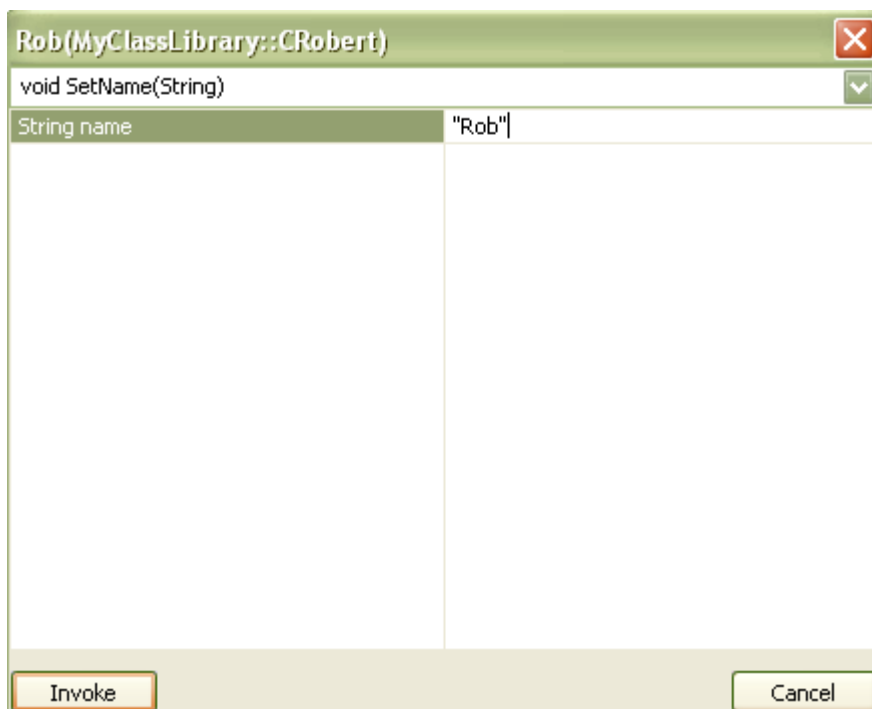 Rob(MyClassLibrary::CRobert)
void SetName(String)
String name "Rob"
Invoke Cancel